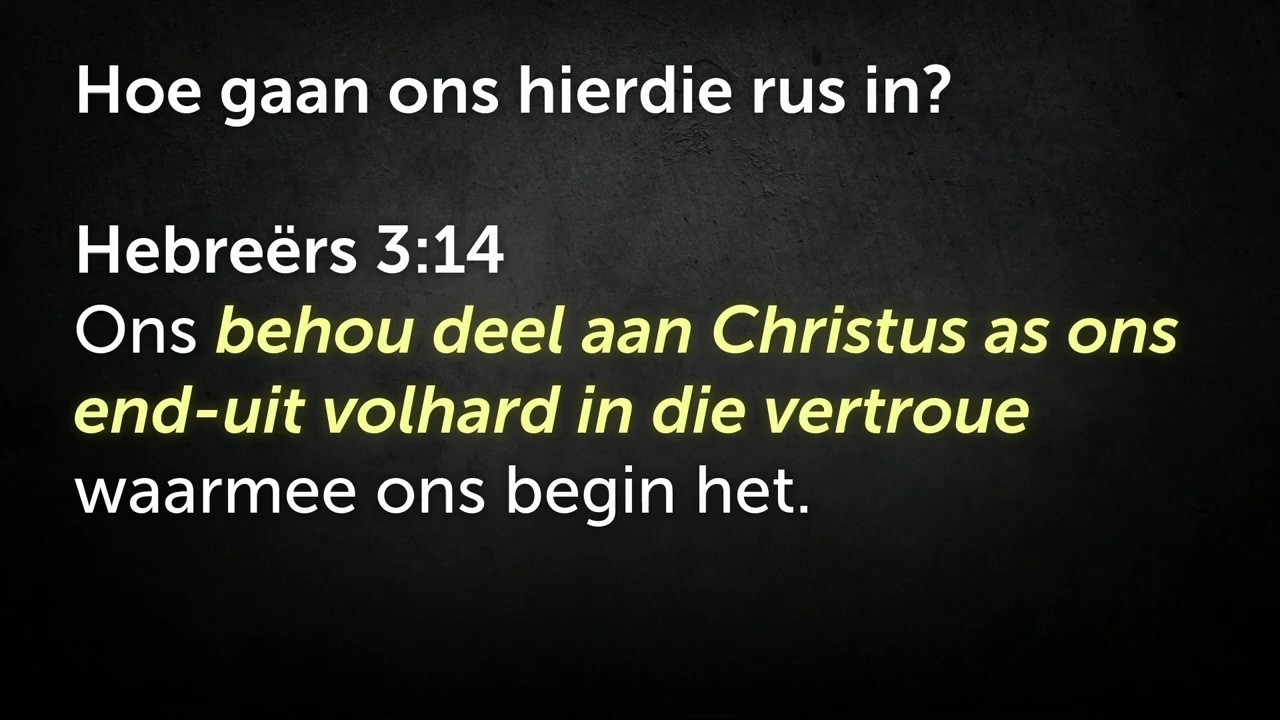 Hoe gaan ons hierdie rus in?
Hebreërs 3:14
Ons behou deel aan Christus as ons
end-uit volhard in die vertroue
waarmee ons begin het.